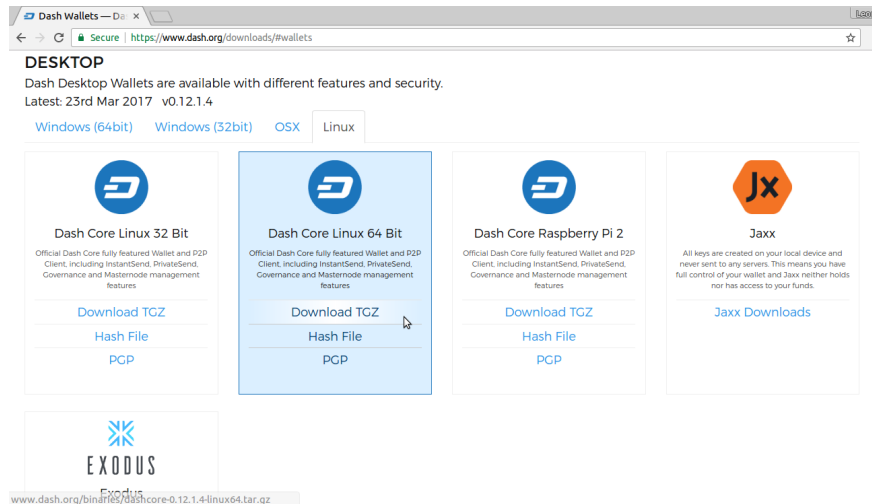 Dash Wallets — Da
Secure | https://www.dash.org/downloads/#wallets
DESKTOP
Dash Desktop Wallets are available with different features and security.
Latest: 23rd Mar 2017 v0.12.1.4
Windows (64bit) Windows (32bit) OSX Linux
Dash Core Linux 32 Bit
Official Dash Core fully featured Wallet and P2P
Client, including InstantSend, PrivateSend,
Governance and Masternode management
features
Download TGZ
Hash File
PGP
Dash Core Linux 64 Bit
Official Dash Core fully featured Wallet and P2P
Client, including InstantSend, PrivateSend,
Governance and Masternode management
features
Download TGZ
Hash File
PGP
Dash Core Raspberry Pi 2
Official Dash Core fully featured Wallet and P2P
Client, including InstantSend, PrivateSend,
Governance and Masternode management
features
Download TGZ
Hash File
PGP
Jx
Jaxx
All keys are created on your local device and
never sent to any servers. This means you have
full control of your wallet and Jaxx neither holds
nor has access to your funds.
Jaxx Downloads
EXODUS
Exodus
www.dash.org/binaries/dashcore-0.12.1.4-linux64.tar.gz